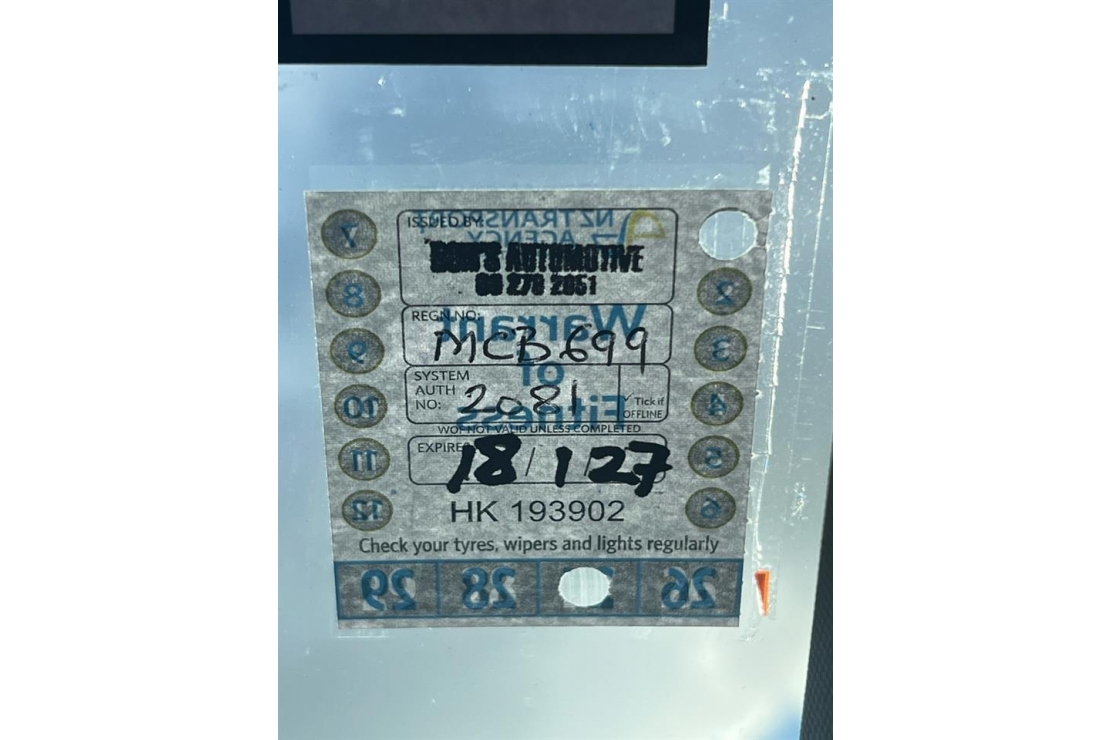 ISSUED BY:
NZ TRANSPORT
AGENCY
AUTOMOTIVE
278 2051
Warrant
of
Fitness
REGN NO:
MCB699
SYSTEM
AUTH
NO:
2081
Tick if
OFFLINE
WOF NOT VALID UNLESS COMPLETED
EXPIRES
18/1/27
HK 193902
Check your tyres, wipers and lights regularly
7
8
9
10
11
12
2
3
4
5
6
29 28 26